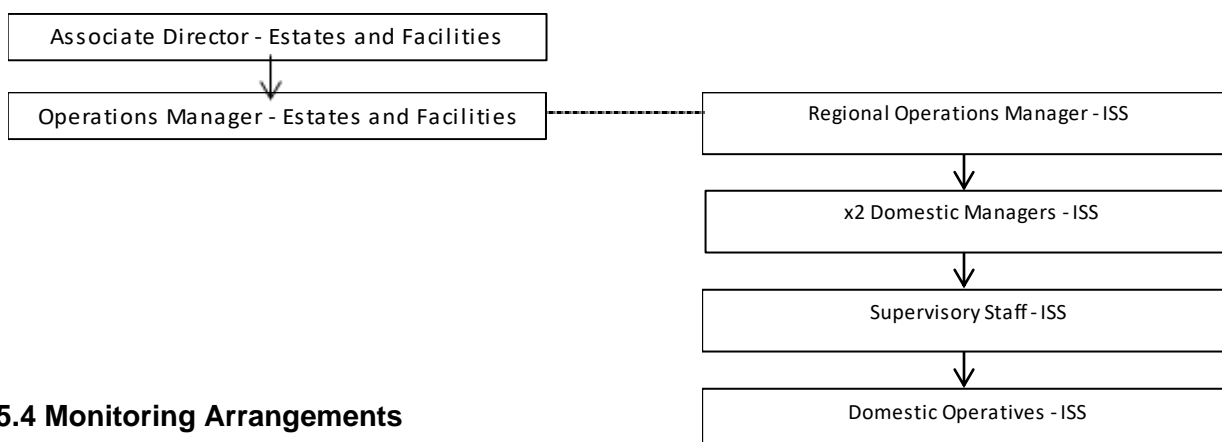 Associate Director - Estates and Facilities
Operations Manager - Estates and Facilities
Regional Operations Manager - ISS
x2 Domestic Managers - ISS
Supervisory Staff - ISS
Domestic Operatives - ISS
5.4 Monitoring Arrangements